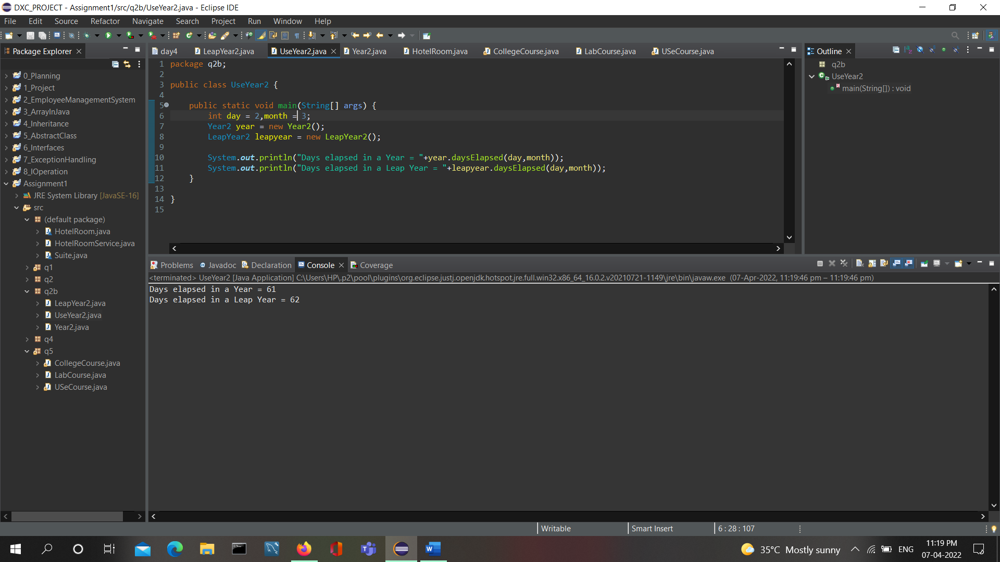 DXC_PROJECT - Assignment1/src/q2b/UseYear2.java - Eclipse IDE
File Edit Source Refactor Navigate Search Project Run Window Help
Package Explorer
0_Planning
1_Project
2_EmployeeManagementSystem
3_ArrayInJava
4_Inheritance
5_AbstractClass
6_Interfaces
7_ExceptionHandling
8_IOperation
Assignment1
JRE System Library [JavaSE-16]
src
(default package)
HotelRoom.java
HotelRoomService.java
Suite.java
q1
q2
q2b
LeapYear2.java
UseYear2.java
Year2.java
q4
q5
CollegeCourse.java
LabCourse.java
USeCourse.java
day4 LeapYear2.java UseYear2.java Year2.java HotelRoom.java CollegeCourse.java LabCourse.java USeCourse.java
1 package q2b;
2
3 public class UseYear2 {
4
5 public static void main(String[] args) {
6 int day = 2,month = 3;
7 Year2 year = new Year2();
8 LeapYear2 leapyear = new LeapYear2();
9
10 System.out.println("Days elapsed in a Year = "+year.daysElapsed(day,month));
11 System.out.println("Days elapsed in a Leap Year = "+leapyear.daysElapsed(day,month));
12 }
13
14 }
15
Outline
q2b
UseYear2
main(String[]) : void
Problems Javadoc Declaration Console Coverage
<terminated> UseYear2 [Java Application] C:\Users\HP\.p2\pool\plugins\org.eclipse.justj.openjdk.hotspot.jre.full.win32.x86_64_16.0.2.v20210721-1149\jre\bin\javaw.exe (07-Apr-2022, 11:19:46 pm – 11:19:46 pm)
Days elapsed in a Year = 61
Days elapsed in a Leap Year = 62
Writable Smart Insert 6 : 28 : 107
35°C Mostly sunny ENG
11:19 PM
07-04-2022